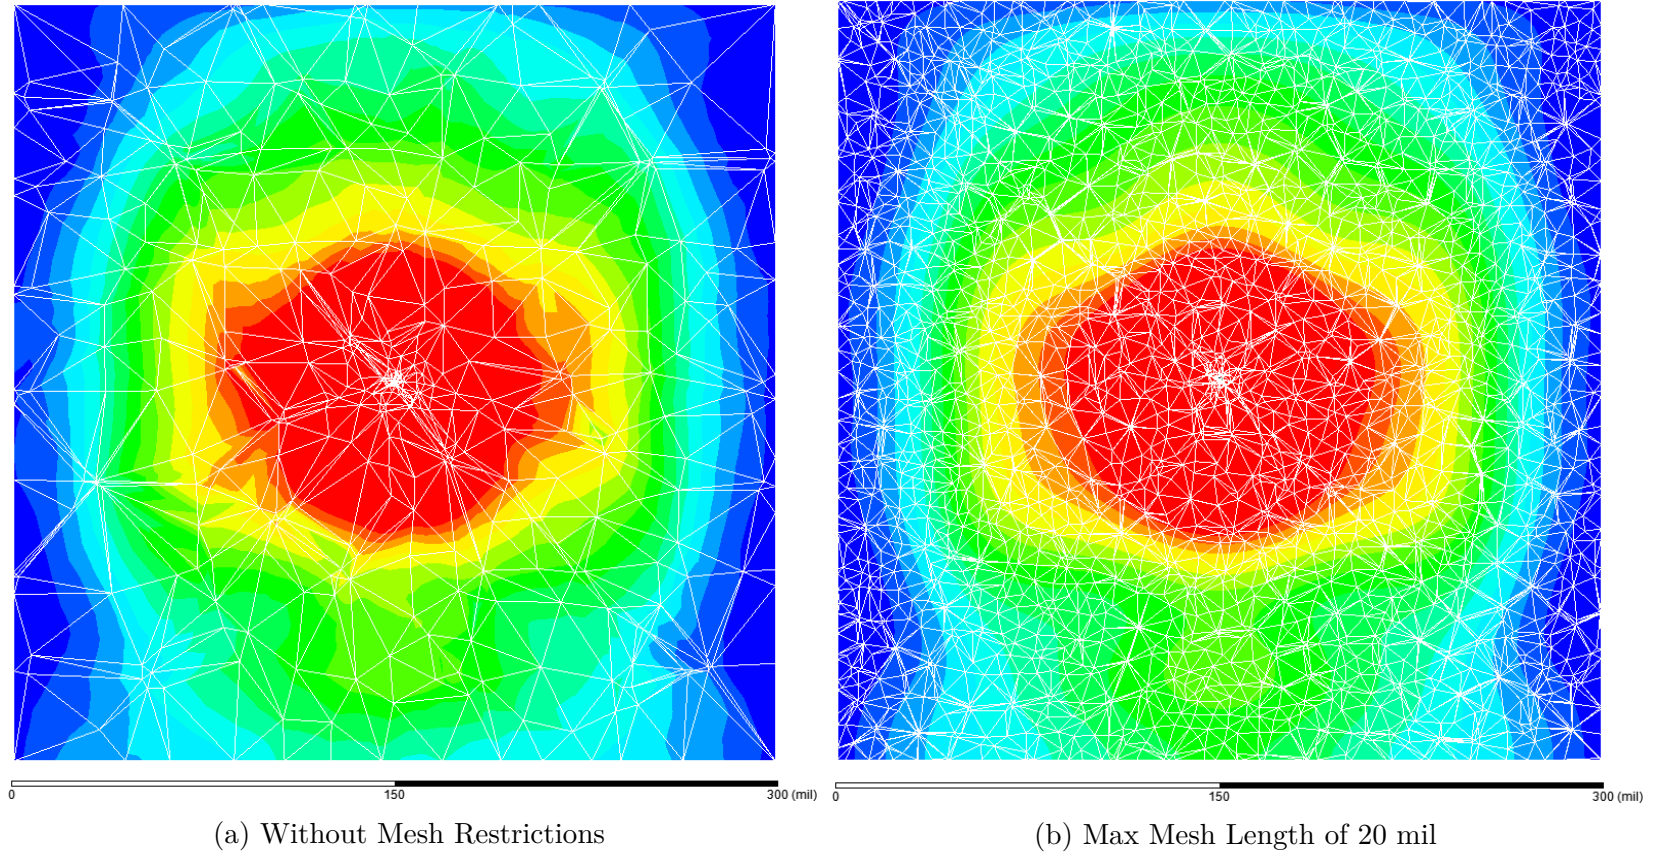 0 150 300 (mil)
0 150 300 (mil)
(a) Without Mesh Restrictions
(b) Max Mesh Length of 20 mil